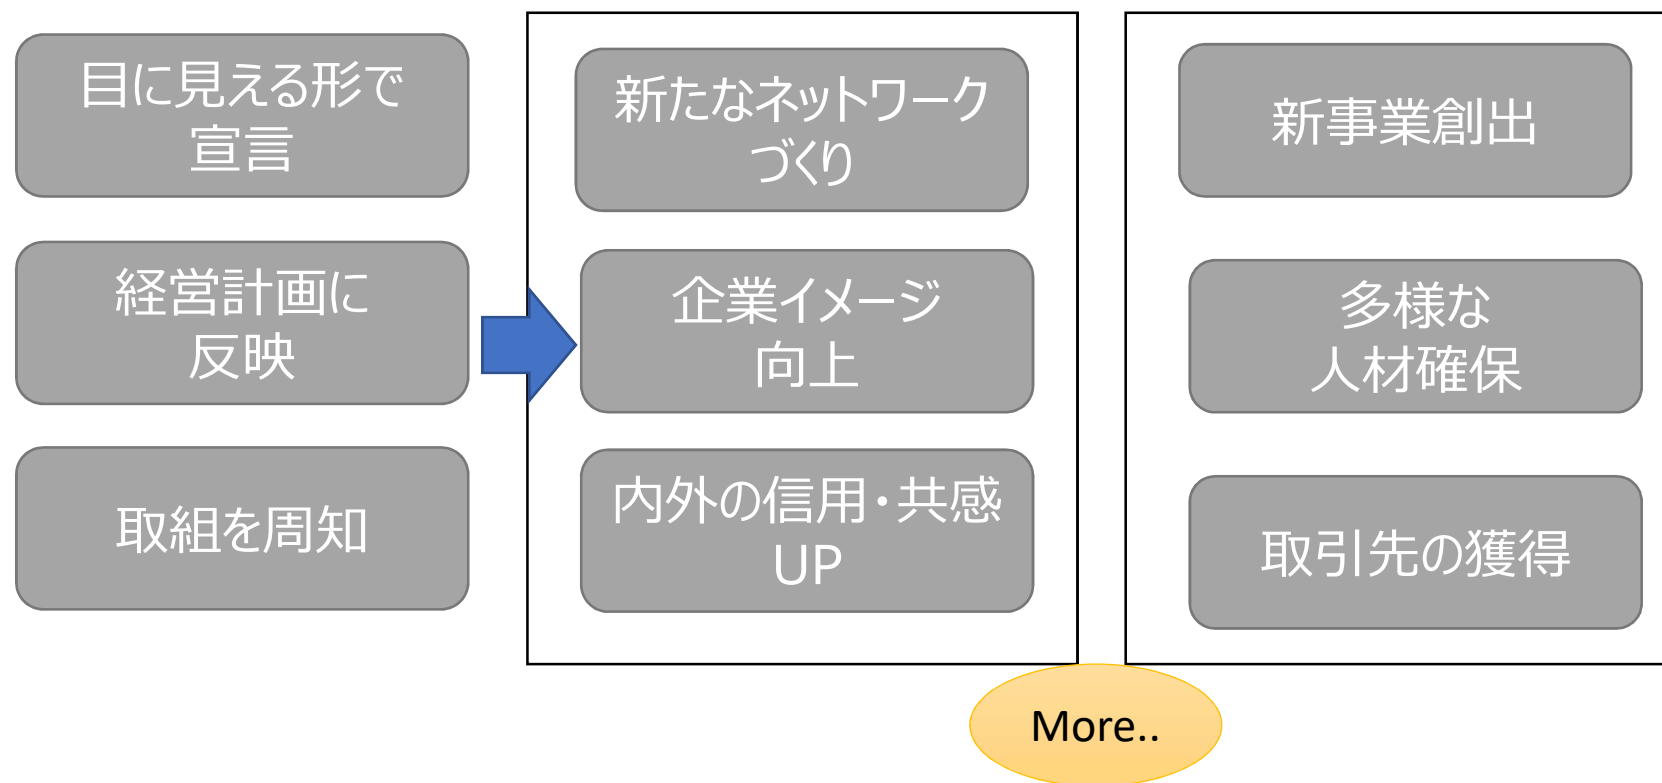 目に見える形で
宣言
経営計画に
反映
取組を周知
新たなネットワーク
づくり
企業イメージ
向上
内外の信用・共感
UP
新事業創出
多様な
人材確保
取引先の獲得
More..